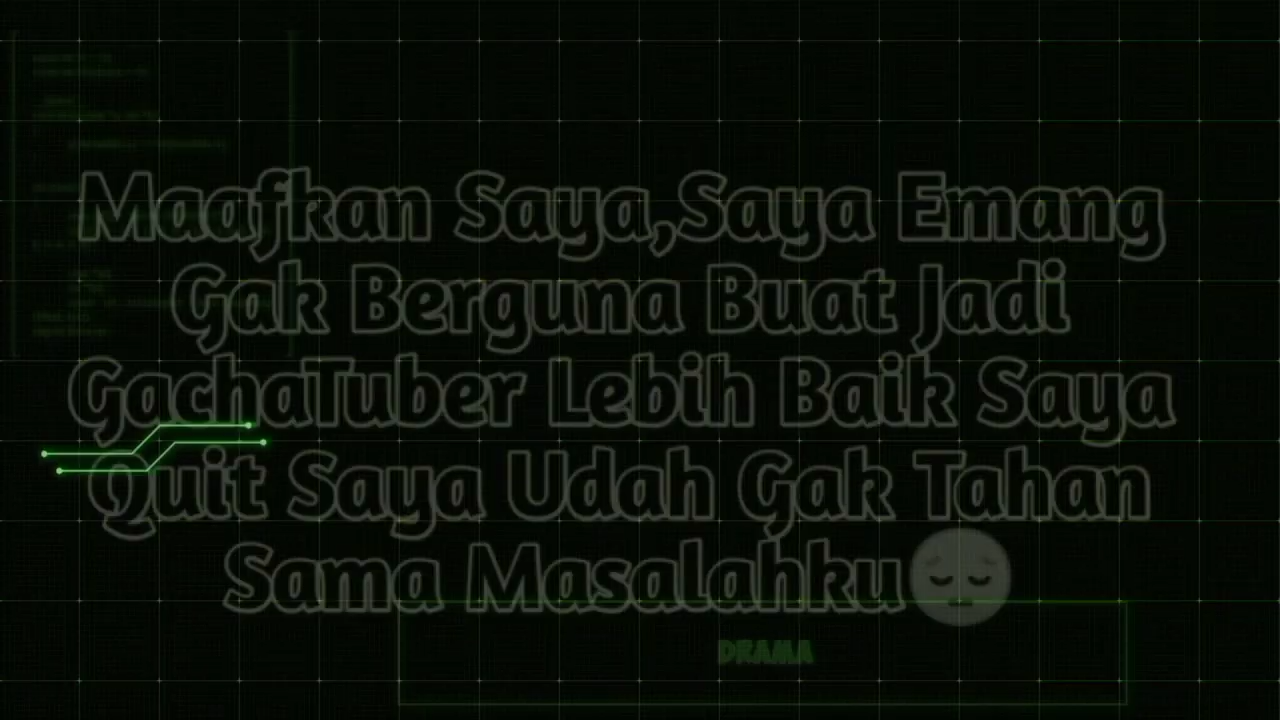 Maafkan Saya,Saya Emang
Gak Berguna Buat Jadi
GachaTuber Lebih Baik Saya
Quit Saya Udah Gak Tahan
Sama Masalahku😔
DRAMA